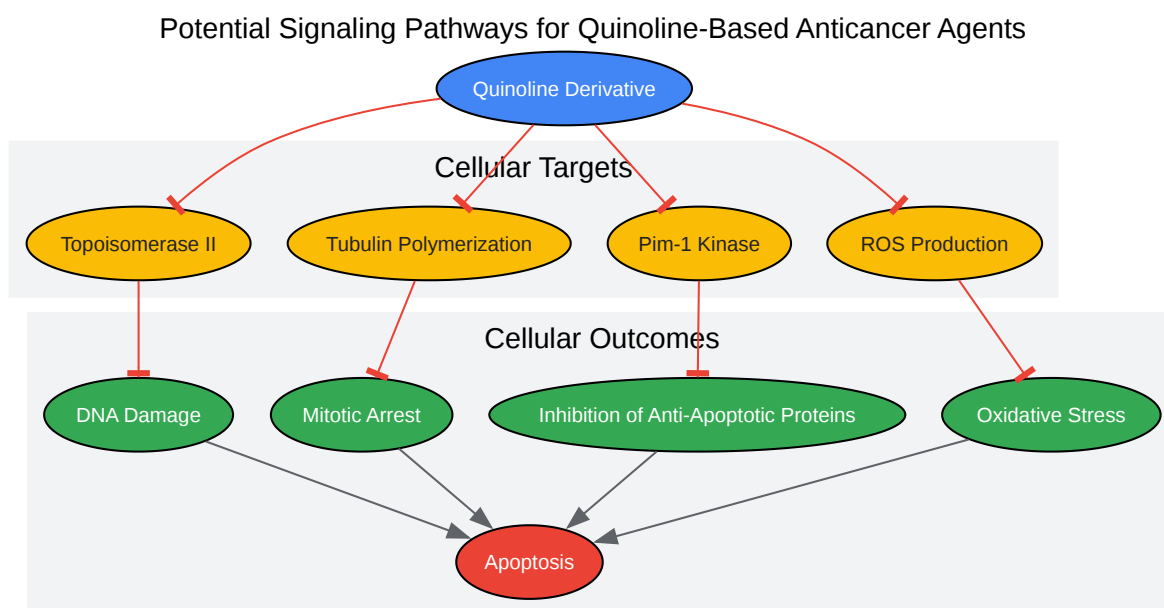 Potential Signaling Pathways for Quinoline-Based Anticancer Agents
Quinoline Derivative
Cellular Targets
Topoisomerase II
Tubulin Polymerization
Pim-1 Kinase
ROS Production
Cellular Outcomes
DNA Damage
Mitotic Arrest
Inhibition of Anti-Apoptotic Proteins
Oxidative Stress
Apoptosis